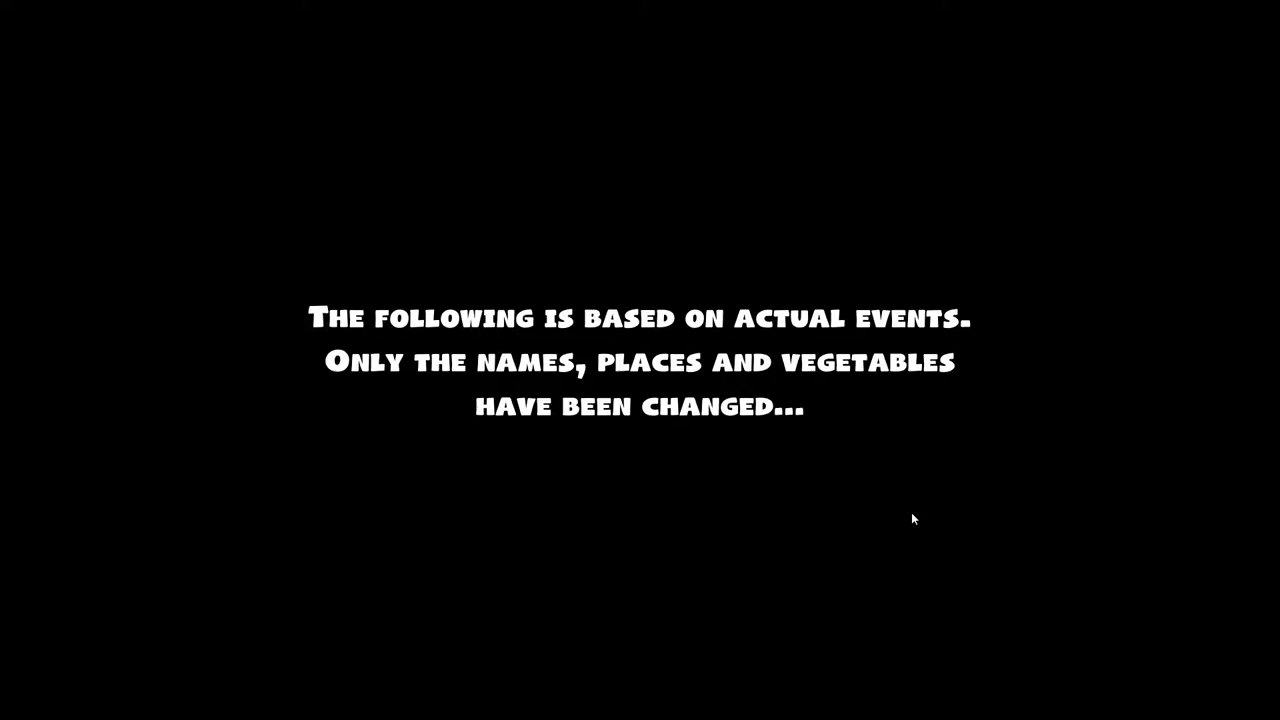 The following is based on actual events.
Only the names, places and vegetables
have been changed...